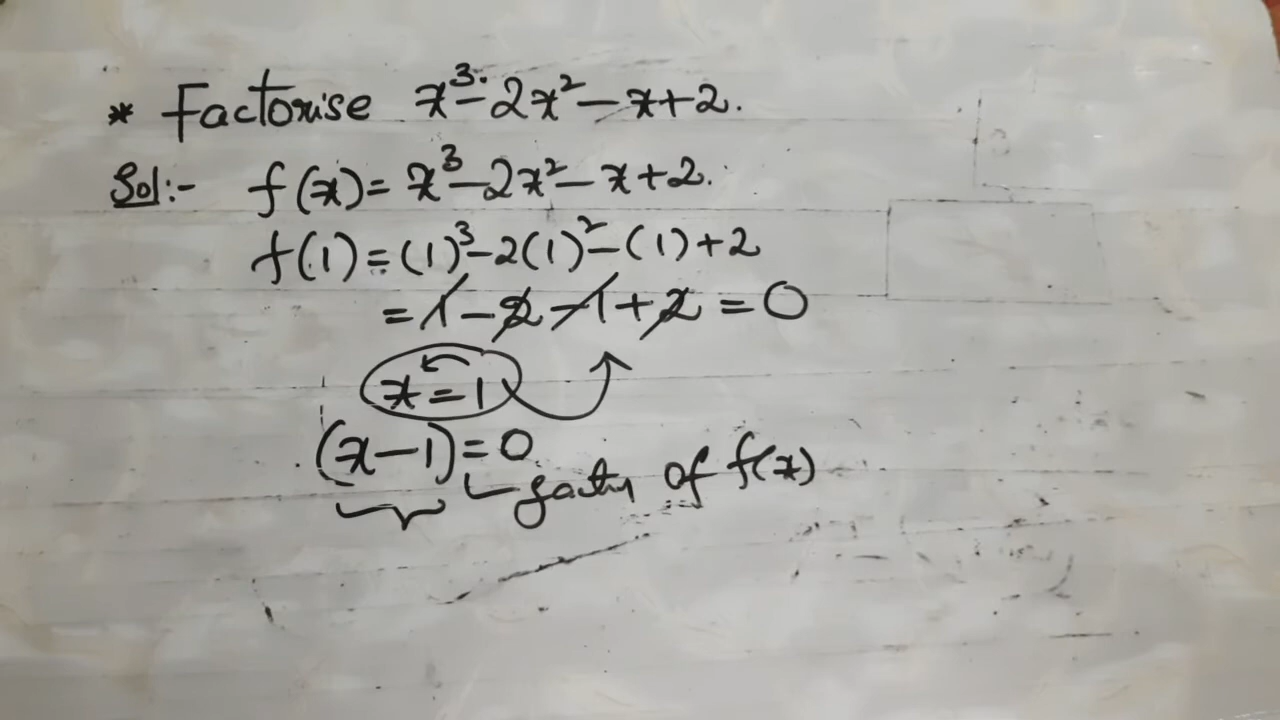 * Factorise x³-2x²-x+2.
Sol:- f(x)=x³-2x²-x+2.
f(1)=(1)³-2(1)²-(1)+2
=1-2-1+2=0
x=1
(x-1)=0
factor of f(x)